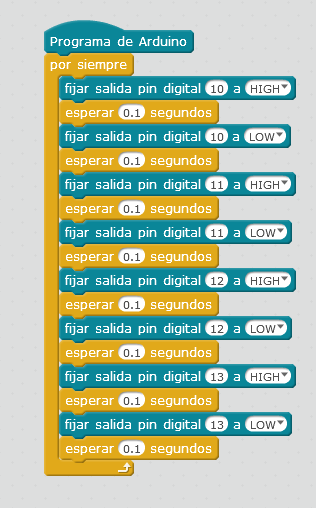 Programa de Arduino
por siempre
fijar salida pin digital 10 a HIGH
esperar 0.1 segundos
fijar salida pin digital 10 a LOW
esperar 0.1 segundos
fijar salida pin digital 11 a HIGH
esperar 0.1 segundos
fijar salida pin digital 11 a LOW
esperar 0.1 segundos
fijar salida pin digital 12 a HIGH
esperar 0.1 segundos
fijar salida pin digital 12 a LOW
esperar 0.1 segundos
fijar salida pin digital 13 a HIGH
esperar 0.1 segundos
fijar salida pin digital 13 a LOW
esperar 0.1 segundos